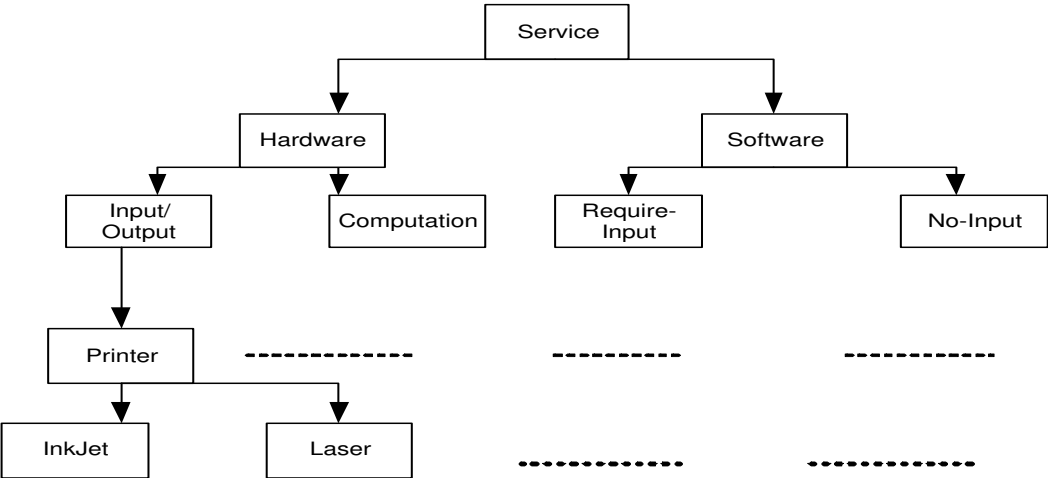 Service
Hardware
Software
Input/
Output
Computation
Require-
Input
No-Input
Printer
InkJet
Laser